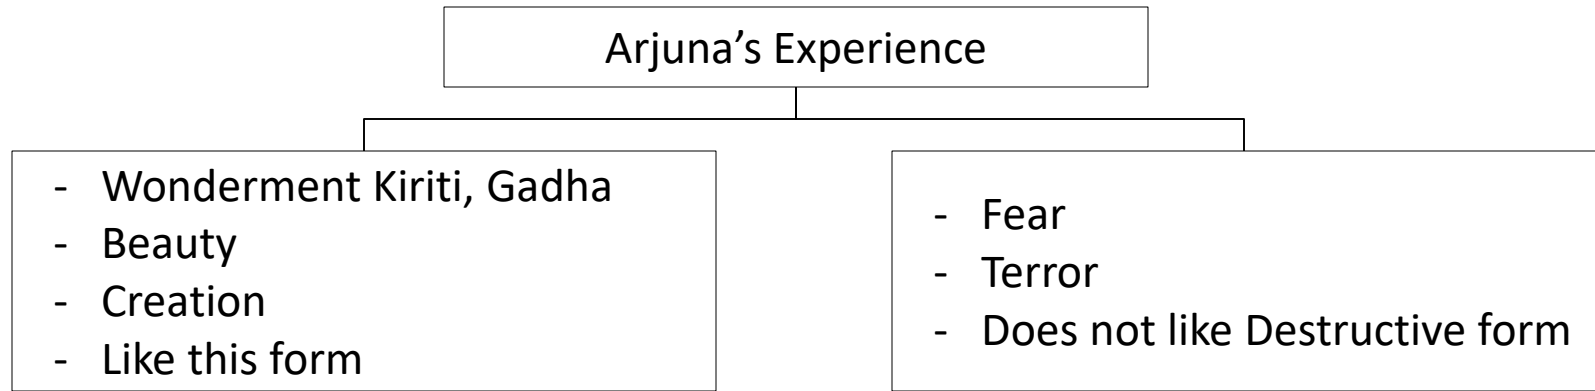 Arjuna’s Experience
- Wonderment Kiriti, Gadha
- Beauty
- Creation
- Like this form
- Fear
- Terror
- Does not like Destructive form